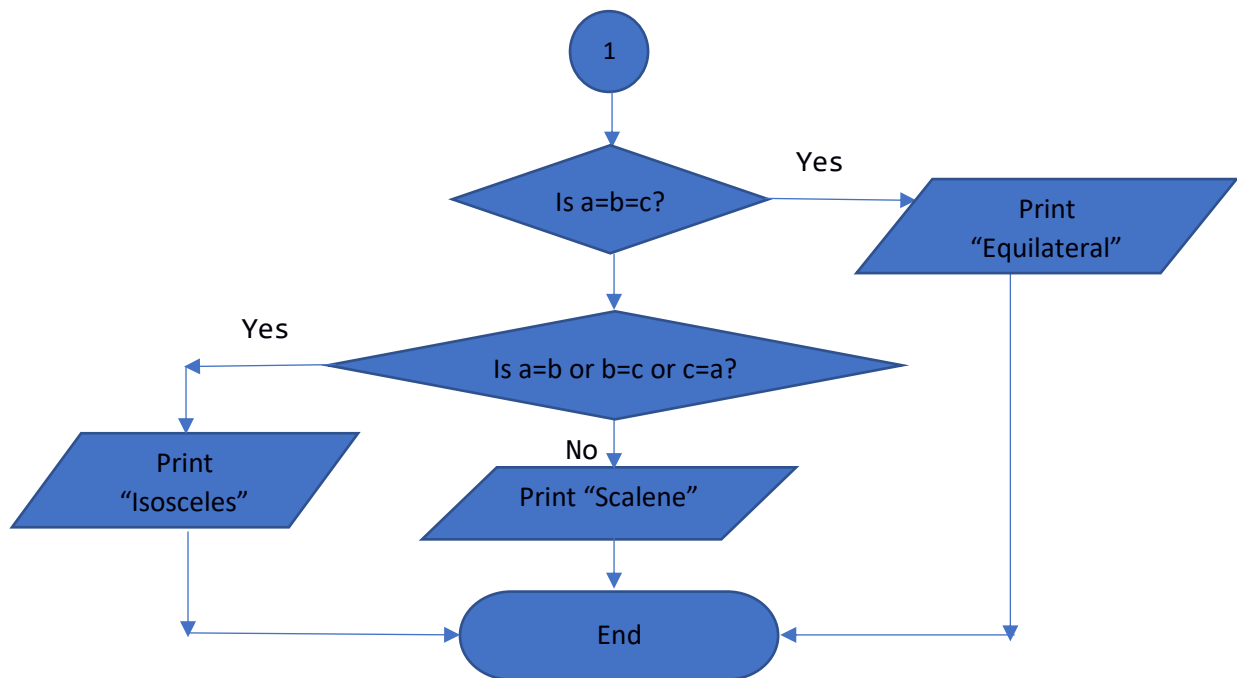 1
Is a=b=c?
Yes
Print
“Equilateral”
Yes
Is a=b or b=c or c=a?
Print
“Isosceles”
No
Print “Scalene”
End